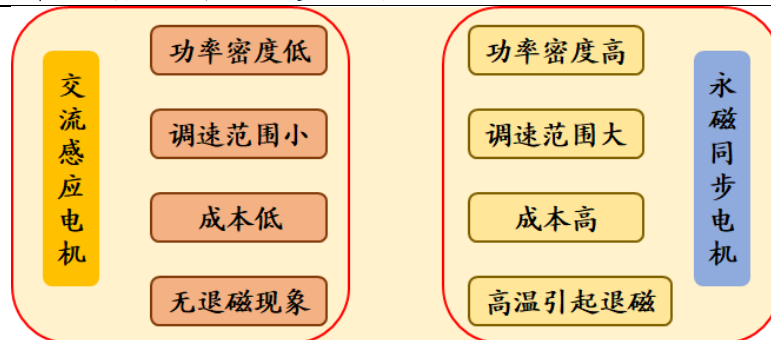 交流感应电机
功率密度低
调速范围小
成本低
无退磁现象
功率密度高
调速范围大
成本高
高温引起退磁
永磁同步电机